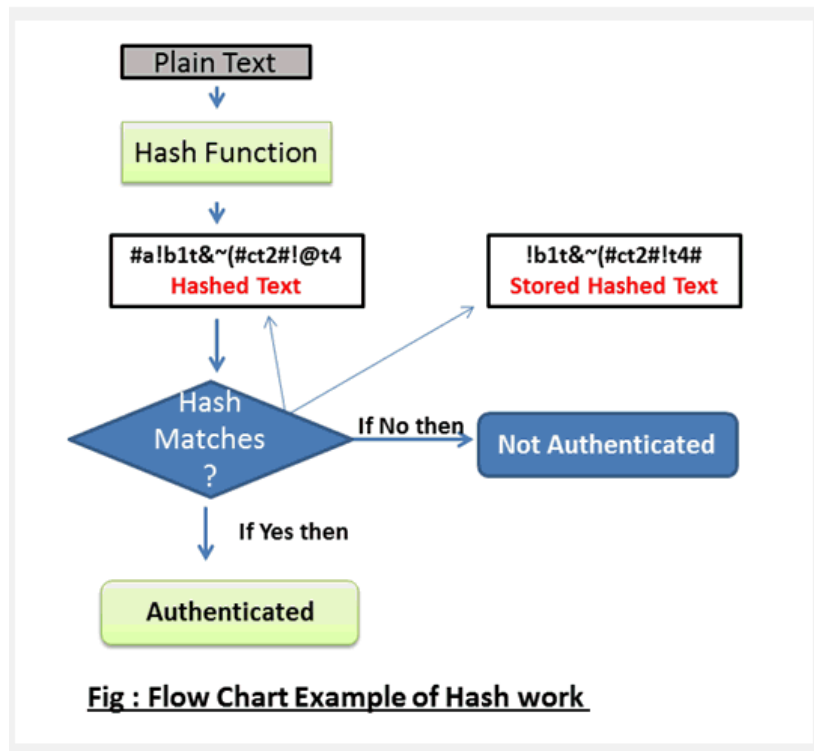 Plain Text
Hash Function
#a!b1t&~(#ct2#!@t4
Hashed Text
!b1t&~(#ct2#!t4#
Stored Hashed Text
Hash
Matches
?
If No then
Not Authenticated
If Yes then
Authenticated
Fig : Flow Chart Example of Hash work